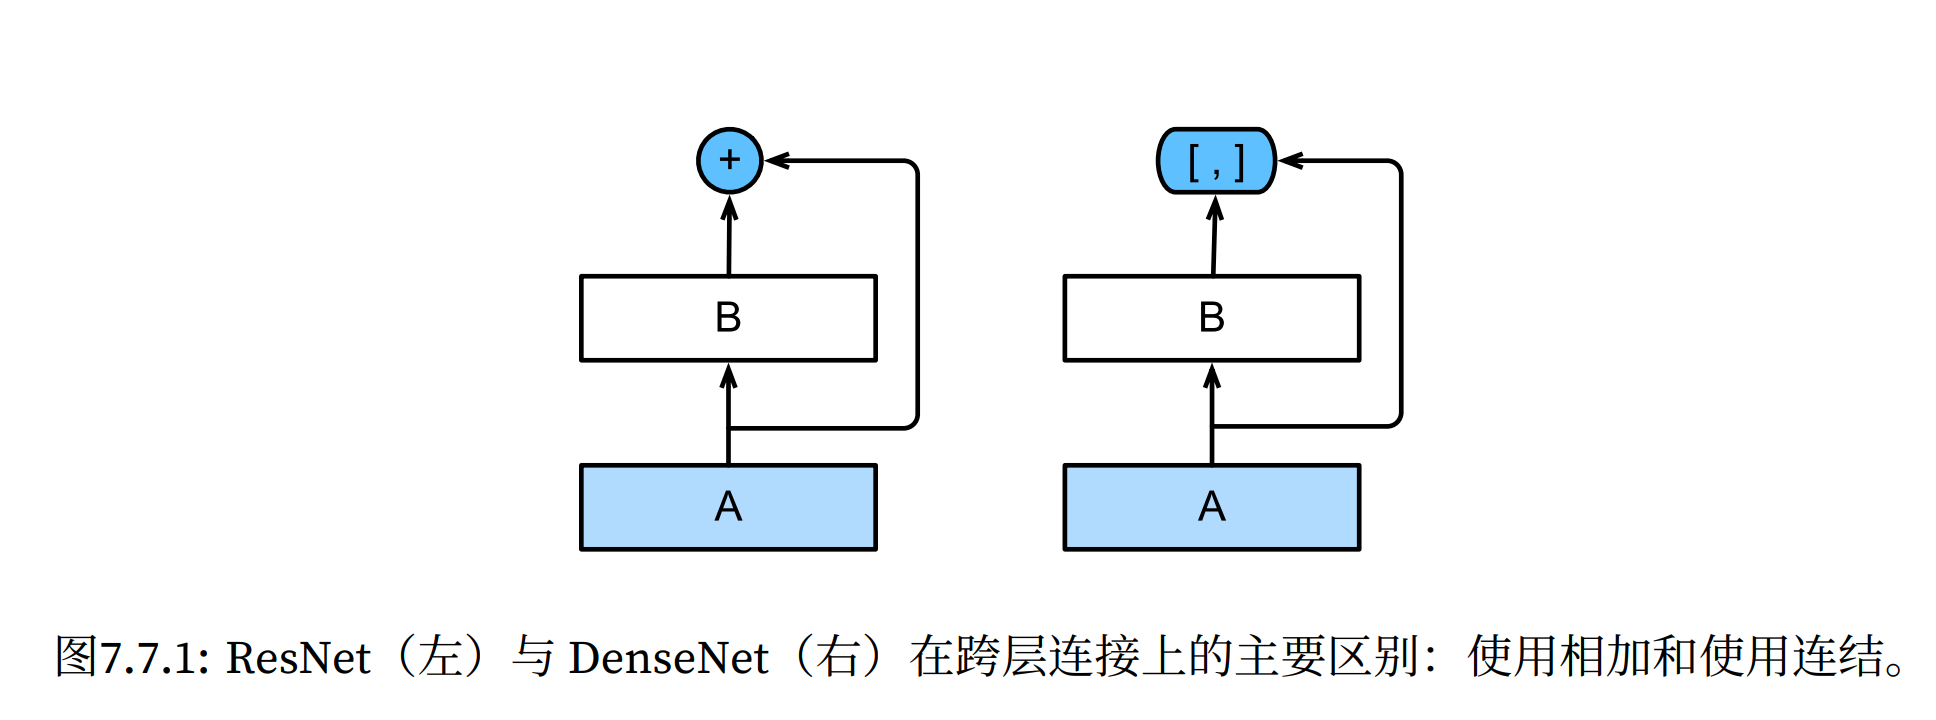 +
[ , ]
B
B
A
A
图7.7.1: ResNet（左）与 DenseNet（右）在跨层连接上的主要区别：使用相加和使用连结。